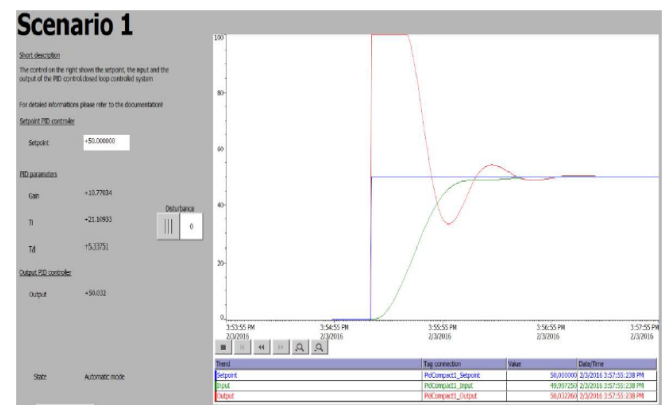 Scenario 1
Short description
The control on the right shows the setpoint, the input and the
output of the PID control closed loop controlled system
For detailed informations please refer to the documentation!
Setpoint PID controller
Setpoint +50.000000
PID parameters
Gain +10.77034
Ti +21.10903
Td +5.33751
Disturbance
0
Output PID controller
Output +50.032
State Automatic mode
100
80
60
40
20
0
3:53:55 PM 3:54:55 PM 3:55:55 PM 3:56:55 PM 3:57:55 PM
2/3/2016 2/3/2016 2/3/2016 2/3/2016 2/3/2016
Trend Tag connection Value Date/Time
Setpoint PidCompact1_Setpoint 50,000000 2/3/2016 3:57:55:238 PM
Input PidCompact1_Input 49,997250 2/3/2016 3:57:55:238 PM
Output PidCompact1_Output 50,032260 2/3/2016 3:57:55:238 PM